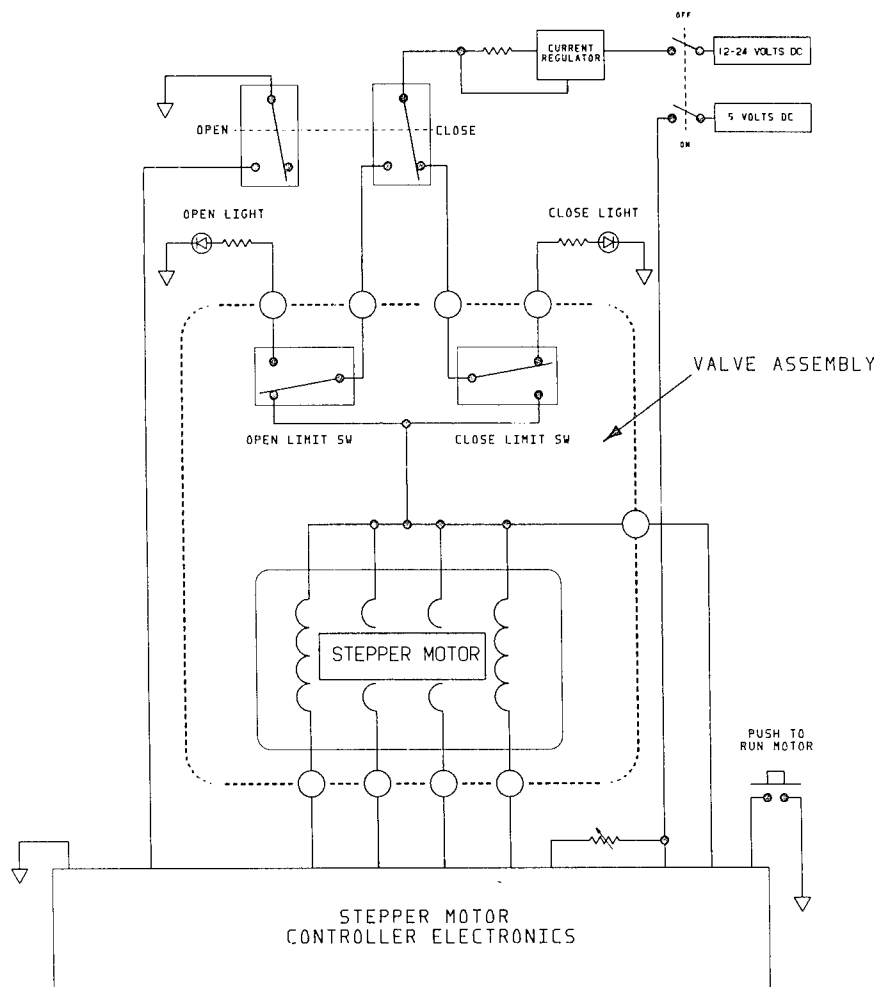 OFF
CURRENT
REGULATOR
12-24 VOLTS DC
5 VOLTS DC
OPEN
CLOSE
ON
OPEN LIGHT
CLOSE LIGHT
VALVE ASSEMBLY
OPEN LIMIT SW
CLOSE LIMIT SW
STEPPER MOTOR
PUSH TO
RUN MOTOR
STEPPER MOTOR
CONTROLLER ELECTRONICS